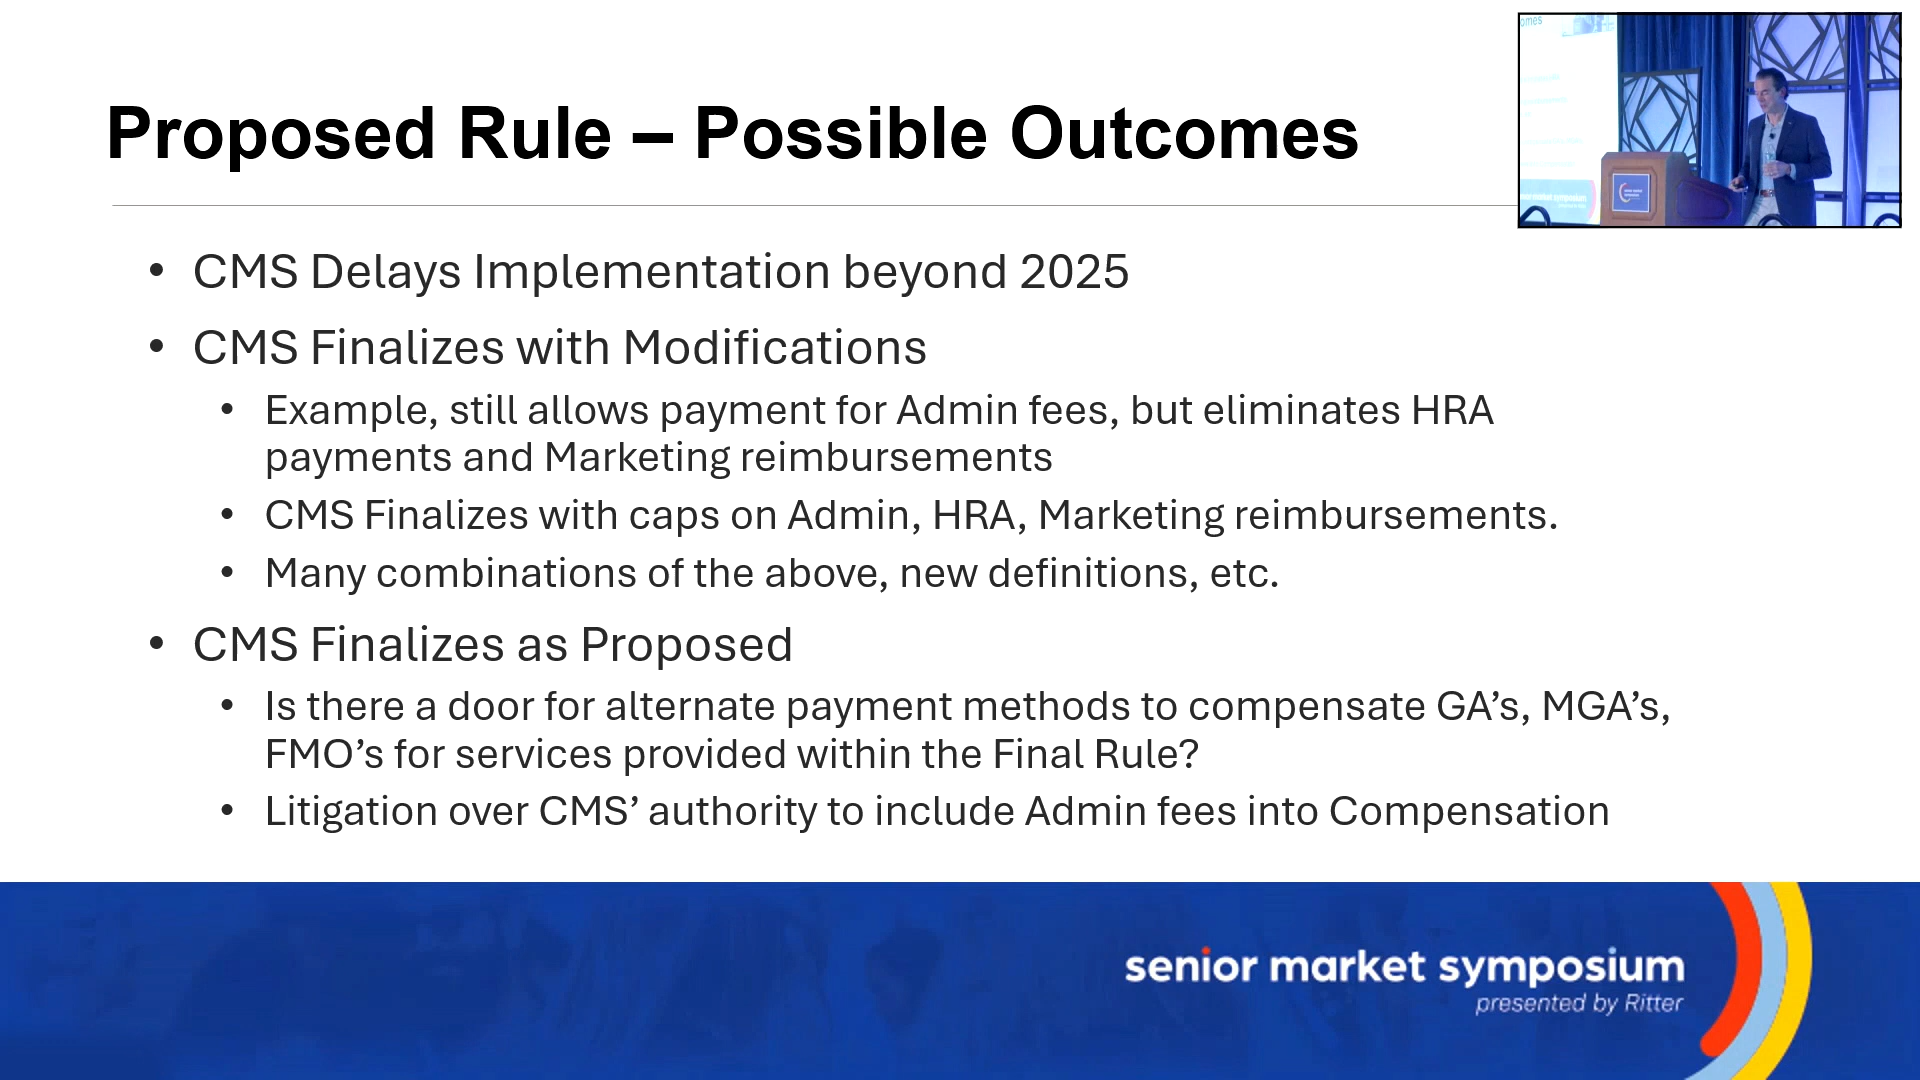 Proposed Rule – Possible Outcomes
omes
• CMS Delays Implementation beyond 2025
• CMS Finalizes with Modifications
• Example, still allows payment for Admin fees, but eliminates HRA
payments and Marketing reimbursements
• CMS Finalizes with caps on Admin, HRA, Marketing reimbursements.
• Many combinations of the above, new definitions, etc.
• CMS Finalizes as Proposed
• Is there a door for alternate payment methods to compensate GA’s, MGA’s,
FMO’s for services provided within the Final Rule?
• Litigation over CMS’ authority to include Admin fees into Compensation
senior market symposium
presented by Ritter